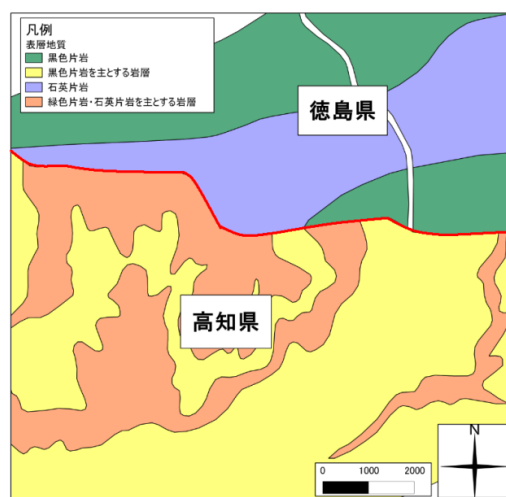 凡例
表層地質
黒色片岩
黒色片岩を主とする岩層
石英片岩
緑色片岩・石英片岩を主とする岩層
徳島県
高知県
N
0 1000 2000